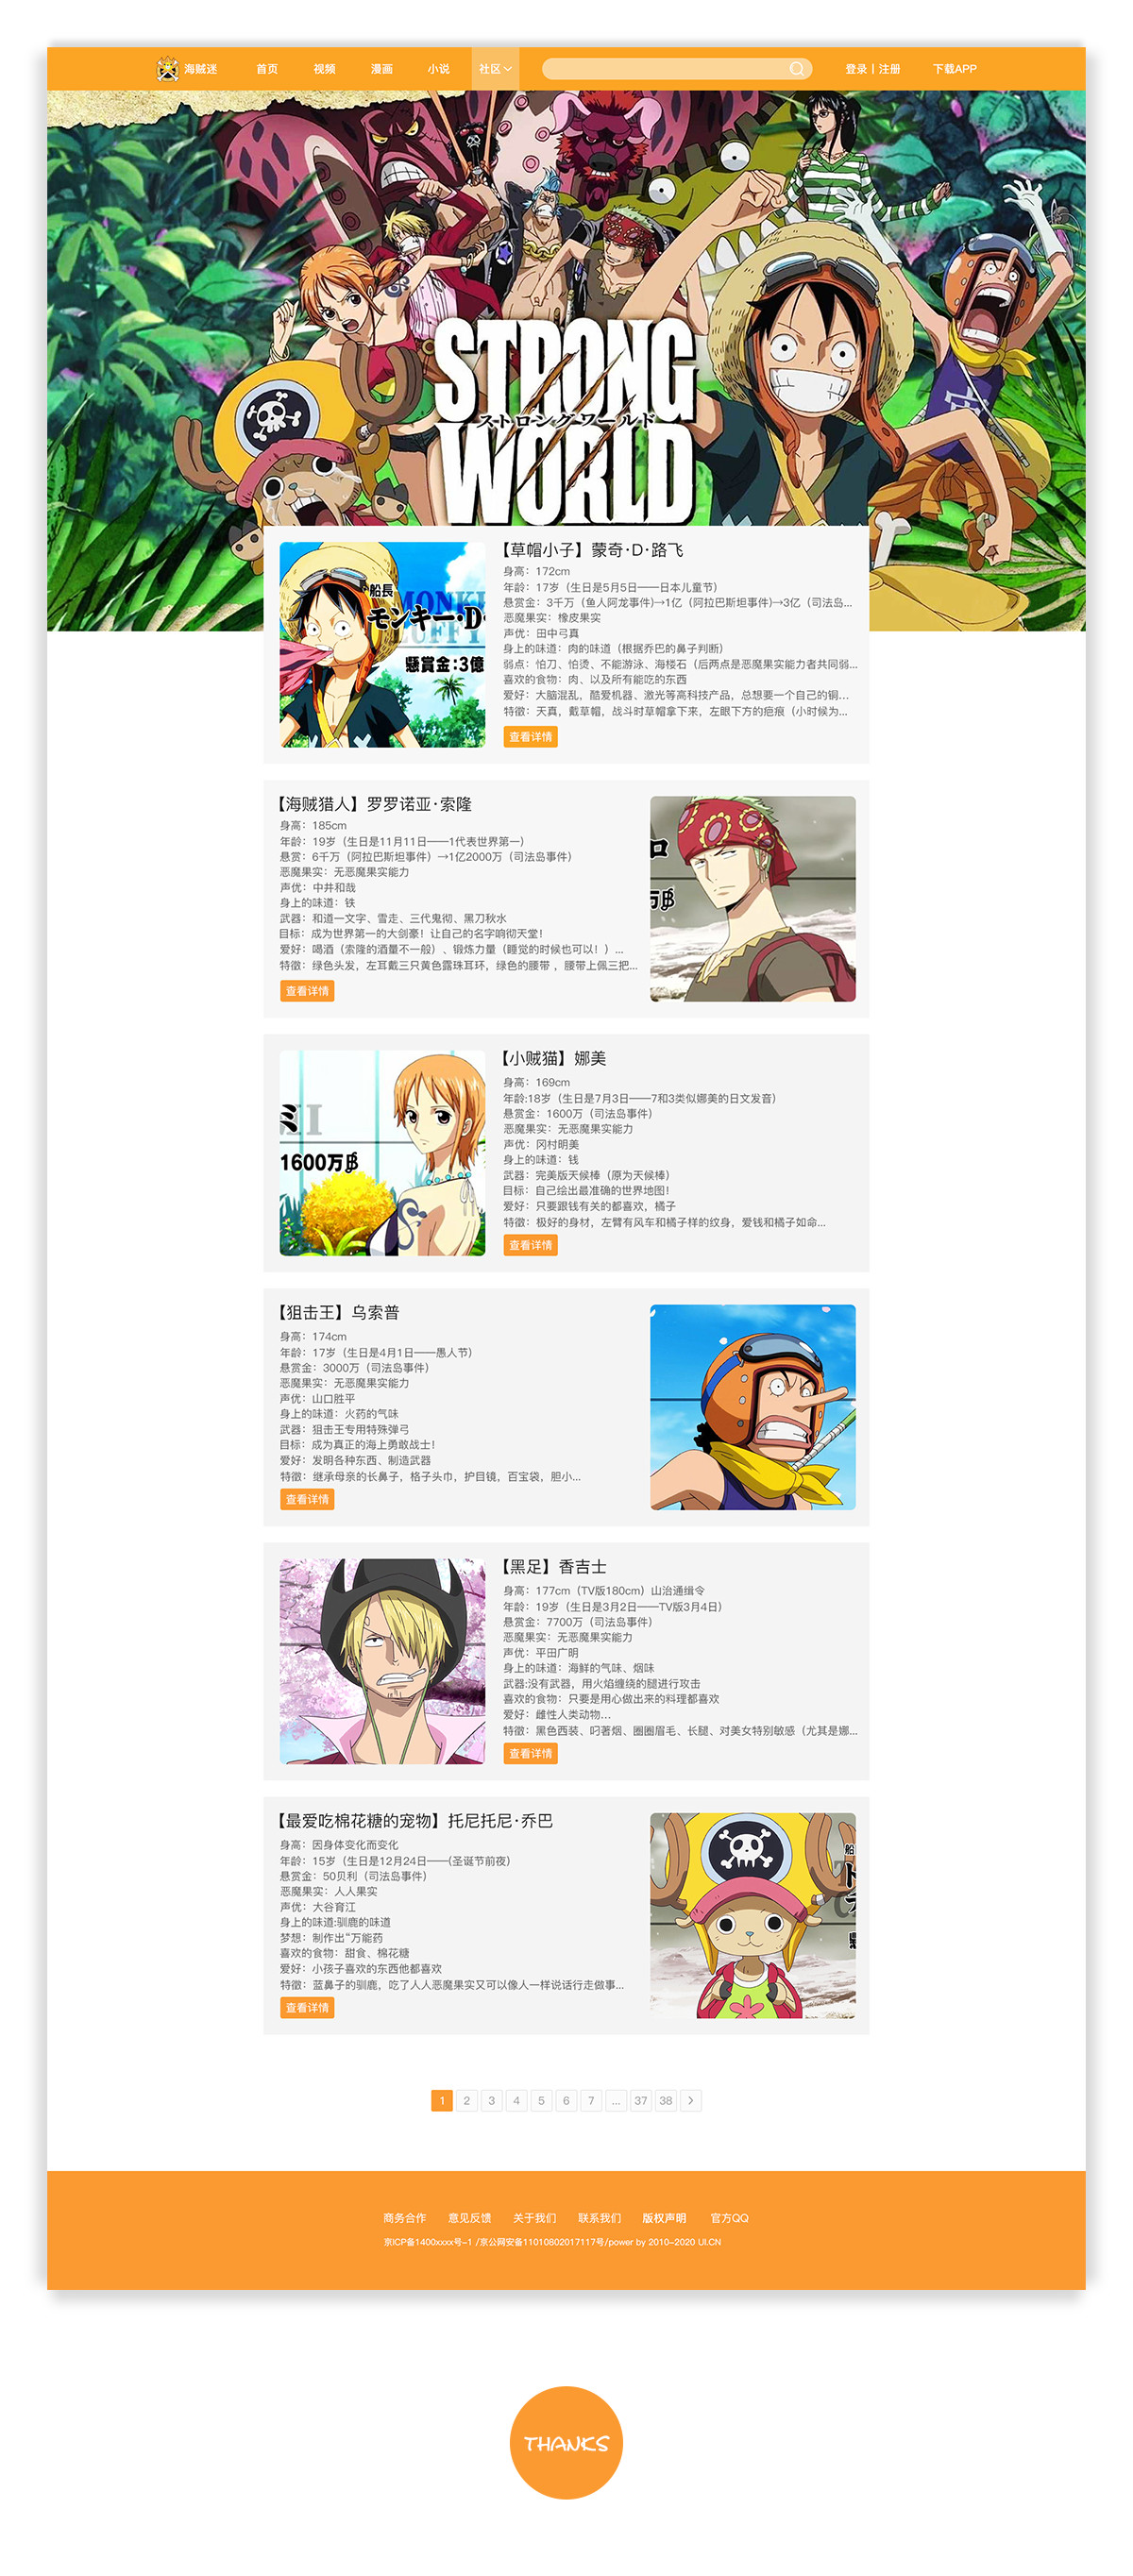 海贼迷 首页 视频 漫画 小说 社区 登录 | 注册 下载APP
STRONG
ストロングワールド
WORLD
船長
モンキー·D·
懸賞金:3億
【草帽小子】蒙奇·D·路飞
身高：172cm
年龄：17岁（生日是5月5日——日本儿童节）
悬赏金：3千万（鱼人阿龙事件)→1亿（阿拉巴斯坦事件)→3亿（司法岛...
恶魔果实：橡皮果实
声优：田中弓真
身上的味道：肉的味道（根据乔巴的鼻子判断）
弱点：怕刀、怕烫、不能游泳、海楼石（后两点是恶魔果实能力者共同弱...
喜欢的食物：肉、以及所有能吃的东西
爱好：大脑混乱，酷爱机器、激光等高科技产品，总想要一个自己的铜...
特徵：天真，戴草帽，战斗时草帽拿下来，左眼下方的疤痕（小时候为...
查看详情
【海贼猎人】罗罗诺亚·索隆
身高：185cm
年龄：19岁（生日是11月11日——1代表世界第一）
悬赏：6千万（阿拉巴斯坦事件）→1亿2000万（司法岛事件）
恶魔果实：无恶魔果实能力
声优：中井和哉
身上的味道：铁
武器：和道一文字、雪走、三代鬼彻、黑刀秋水
目标：成为世界第一的大剑豪！让自己的名字响彻天堂！
爱好：喝酒（索隆的酒量不一般）、锻炼力量（睡觉的时候也可以！）...
特徵：绿色头发，左耳戴三只黄色露珠耳环，绿色的腰带 ，腰带上佩三把...
查看详情
ロ
万฿
ミ
1600万฿
【小贼猫】娜美
身高：169cm
年龄:18岁（生日是7月3日——7和3类似娜美的日文发音）
悬赏金：1600万（司法岛事件）
恶魔果实：无恶魔果实能力
声优：冈村明美
身上的味道：钱
武器：完美版天候棒（原为天候棒）
目标：自己绘出最准确的世界地图！
爱好：只要跟钱有关的都喜欢，橘子
特徵：极好的身材，左臂有风车和橘子样的纹身，爱钱和橘子如命...
查看详情
【狙击王】乌索普
身高：174cm
年龄：17岁（生日是4月1日——愚人节）
悬赏金：3000万（司法岛事件）
恶魔果实：无恶魔果实能力
声优：山口胜平
身上的味道：火药的气味
武器：狙击王专用特殊弹弓
目标：成为真正的海上勇敢战士！
爱好：发明各种东西、制造武器
特徵：继承母亲的长鼻子，格子头巾，护目镜，百宝袋，胆小...
查看详情
【黑足】香吉士
身高：177cm（TV版180cm）山治通缉令
年龄：19岁（生日是3月2日——TV版3月4日）
悬赏金：7700万（司法岛事件）
恶魔果实：无恶魔果实能力
声优：平田广明
身上的味道：海鲜的气味、烟味
武器:没有武器，用火焰缠绕的腿进行攻击
喜欢的食物：只要是用心做出来的料理都喜欢
爱好：雌性人类动物...
特徵：黑色西装、叼著烟、圈圈眉毛、长腿、对美女特别敏感（尤其是娜...
查看详情
【最爱吃棉花糖的宠物】托尼托尼·乔巴
身高：因身体变化而变化
年龄：15岁（生日是12月24日——(圣诞节前夜)
悬赏金：50贝利（司法岛事件）
恶魔果实：人人果实
声优：大谷育江
身上的味道:驯鹿的味道
梦想：制作出“万能药
喜欢的食物：甜食、棉花糖
爱好：小孩子喜欢的东西他都喜欢
特徵：蓝鼻子的驯鹿，吃了人人恶魔果实又可以像人一样说话行走做事...
查看详情
1 2 3 4 5 6 7 ... 37 38 >
商务合作 意见反馈 关于我们 联系我们 版权声明 官方QQ
京ICP备1400xxxx号-1 /京公网安备11010802017117号/power by 2010-2020 UI.CN
THANKS